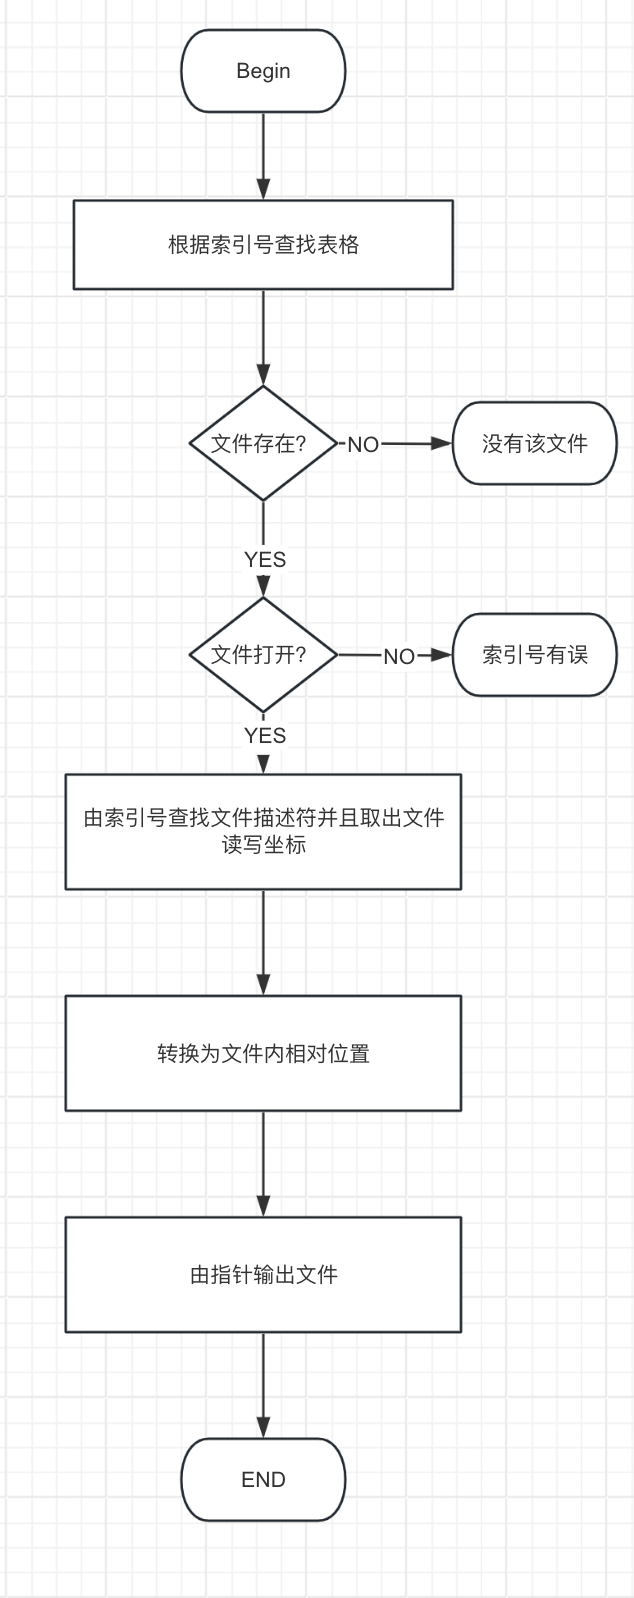 Begin
根据索引号查找表格
文件存在?
NO
没有该文件
YES
文件打开?
NO
索引号有误
YES
由索引号查找文件描述符并且取出文件
读写坐标
转换为文件内相对位置
由指针输出文件
END